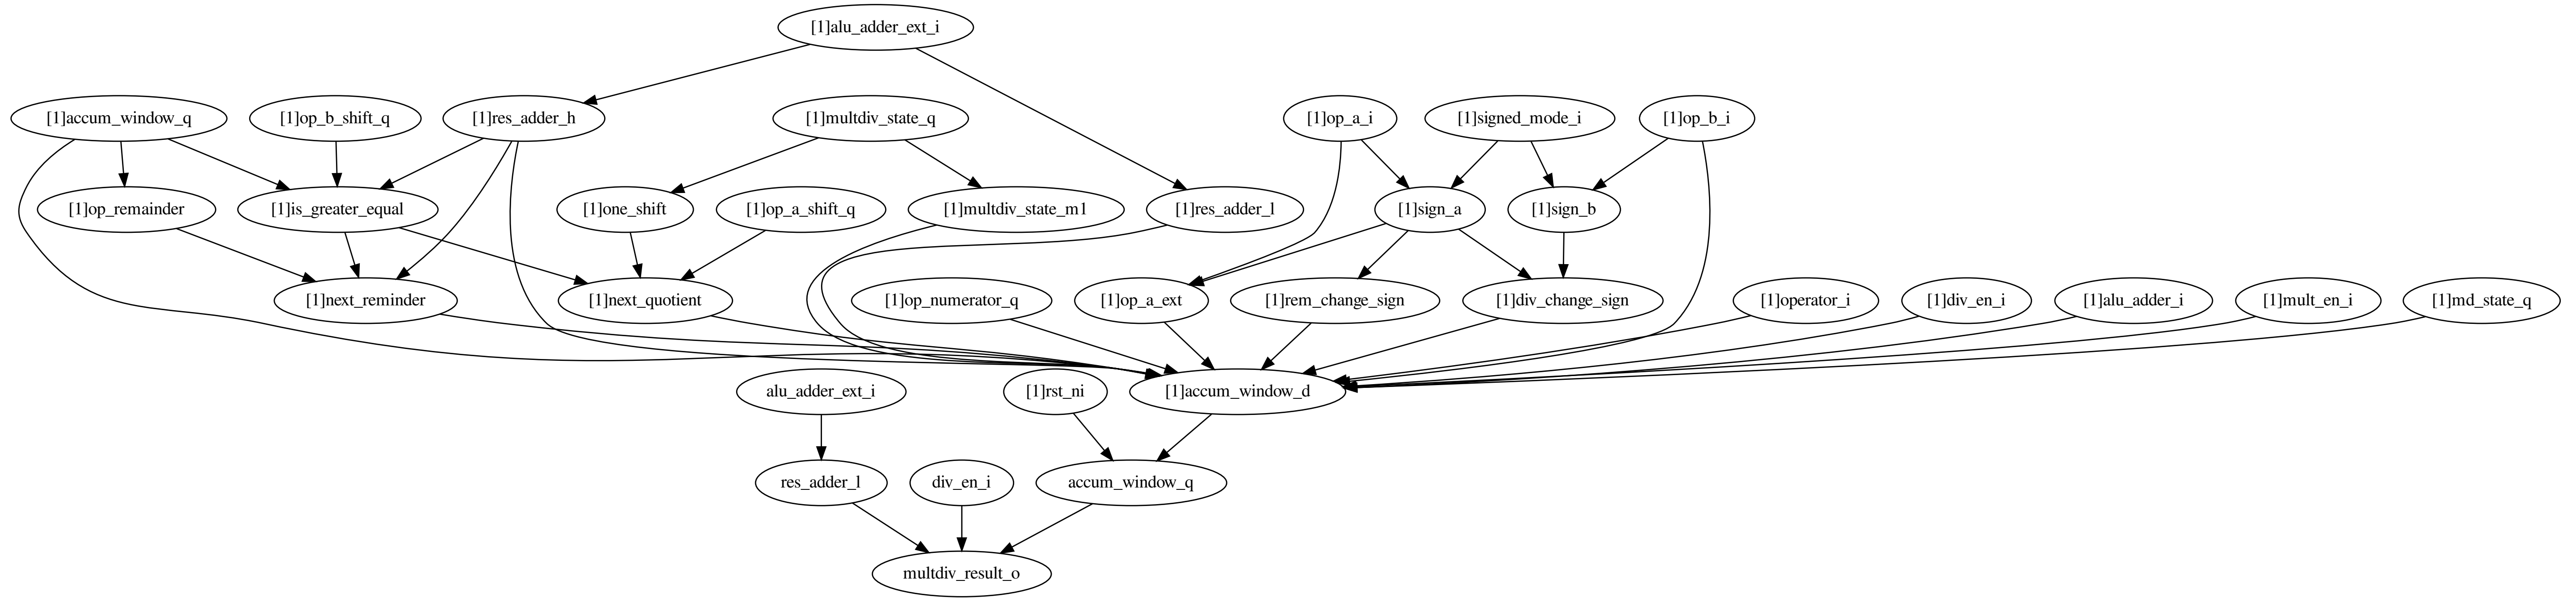 [1]alu_adder_ext_i
[1]accum_window_q
[1]op_b_shift_q
[1]res_adder_h
[1]multdiv_state_q
[1]op_a_i
[1]signed_mode_i
[1]op_b_i
[1]op_remainder
[1]is_greater_equal
[1]one_shift
[1]op_a_shift_q
[1]multdiv_state_m1
[1]res_adder_l
[1]sign_a
[1]sign_b
[1]next_reminder
[1]next_quotient
[1]op_numerator_q
[1]op_a_ext
[1]rem_change_sign
[1]div_change_sign
[1]operator_i
[1]div_en_i
[1]alu_adder_i
[1]mult_en_i
[1]md_state_q
alu_adder_ext_i
[1]rst_ni
[1]accum_window_d
res_adder_l
div_en_i
accum_window_q
multdiv_result_o